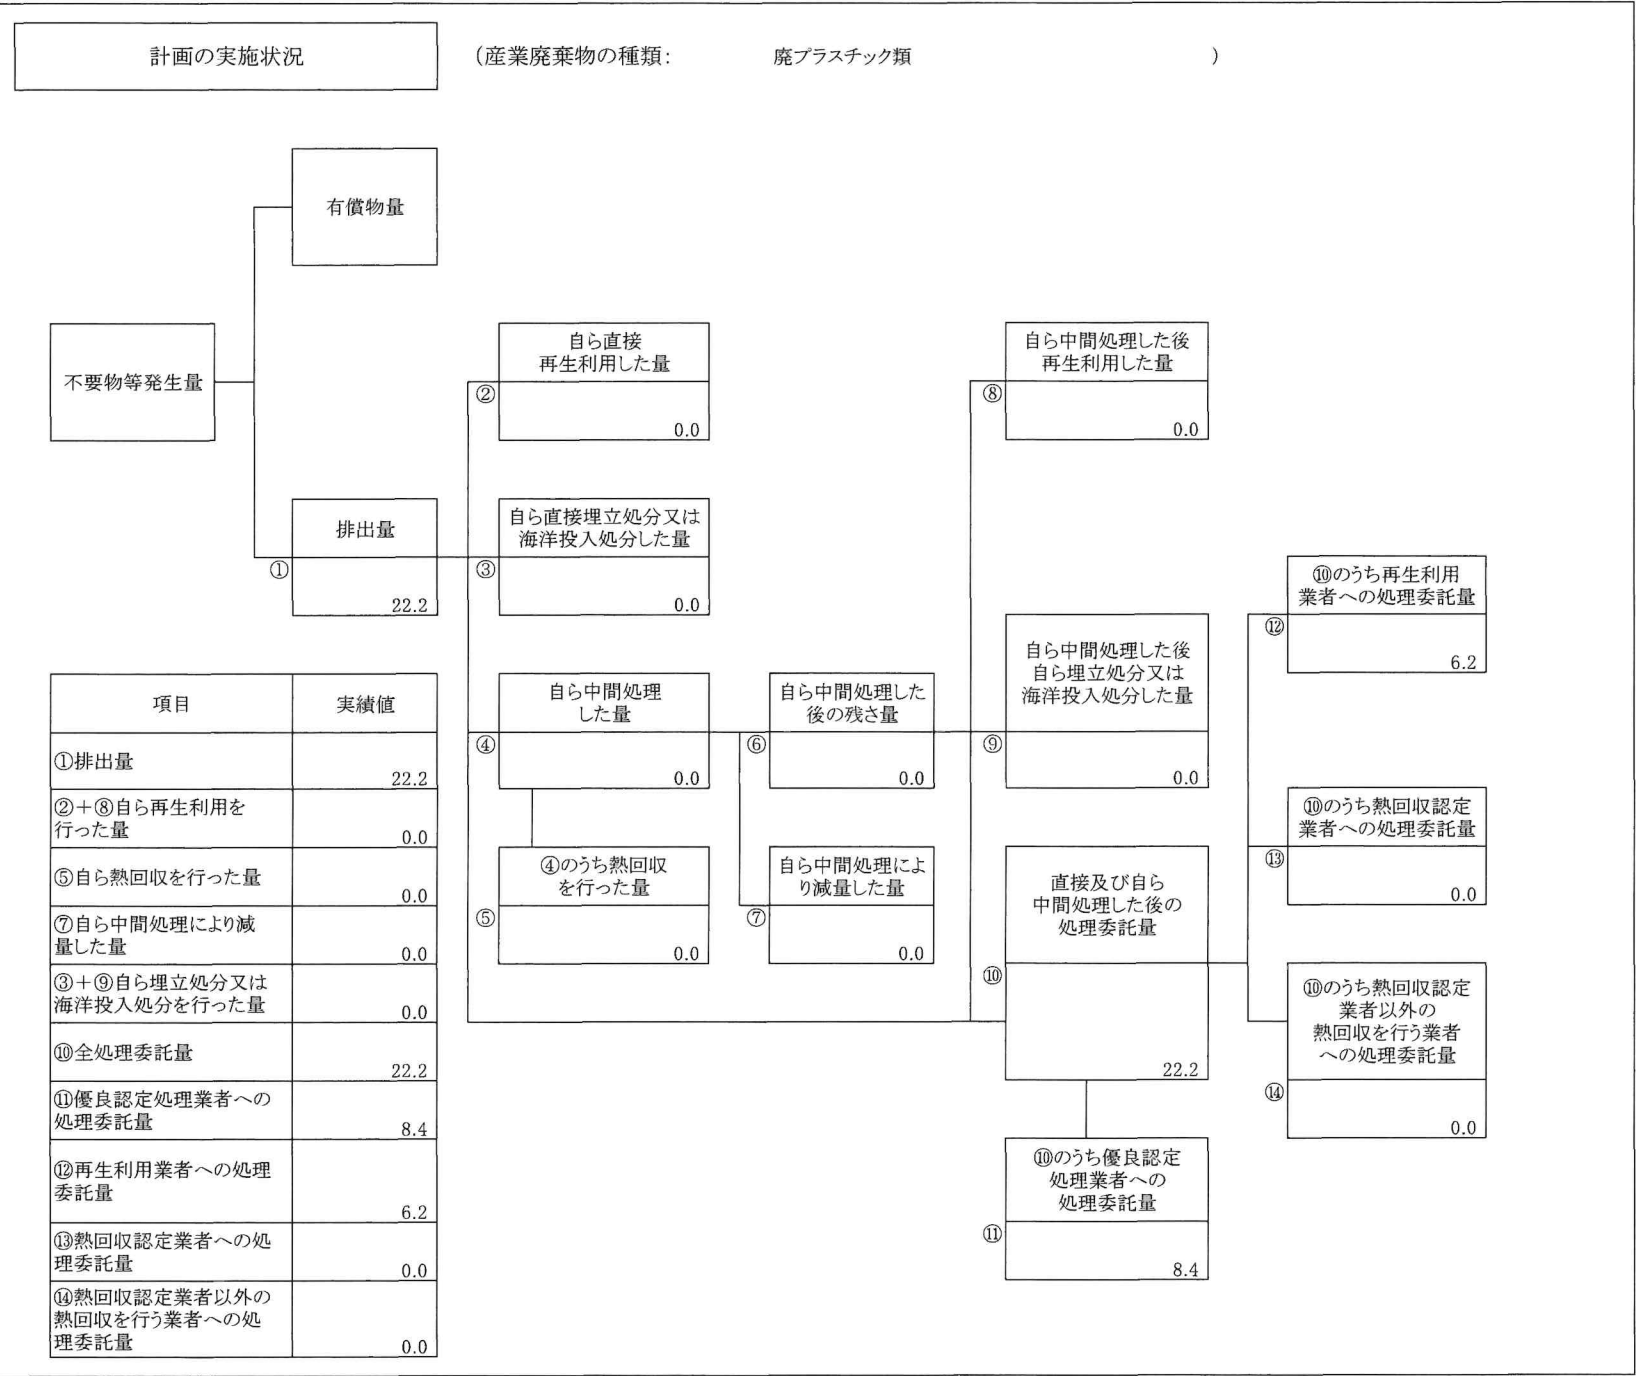 計画の実施状況
(産業廃棄物の種類: 廃プラスチック類 )
有償物量
不要物等発生量
排出量
①
22.2
自ら直接
再生利用した量
②
0.0
自ら直接埋立処分又は
海洋投入処分した量
③
0.0
自ら中間処理
した量
④
0.0
④のうち熱回収
を行った量
⑤
0.0
自ら中間処理した
後の残さ量
⑥
0.0
自ら中間処理によ
り減量した量
⑦
0.0
自ら中間処理した後
再生利用した量
⑧
0.0
自ら中間処理した後
自ら埋立処分又は
海洋投入処分した量
⑨
0.0
直接及び自ら
中間処理した後の
処理委託量
⑩
22.2
⑩のうち優良認定
処理業者への
処理委託量
⑪
8.4
⑩のうち再生利用
業者への処理委託量
⑫
6.2
⑩のうち熱回収認定
業者への処理委託量
⑬
0.0
⑩のうち熱回収認定
業者以外の
熱回収を行う業者
への処理委託量
⑭
0.0
項目 実績値
①排出量
22.2
②＋⑧自ら再生利用を
行った量
0.0
⑤自ら熱回収を行った量
0.0
⑦自ら中間処理により減
量した量
0.0
③＋⑨自ら埋立処分又は
海洋投入処分を行った量
0.0
⑩全処理委託量
22.2
⑪優良認定処理業者への
処理委託量
8.4
⑫再生利用業者への処理
委託量
6.2
⑬熱回収認定業者への処
理委託量
0.0
⑭熱回収認定業者以外の
熱回収を行う業者への処
理委託量
0.0